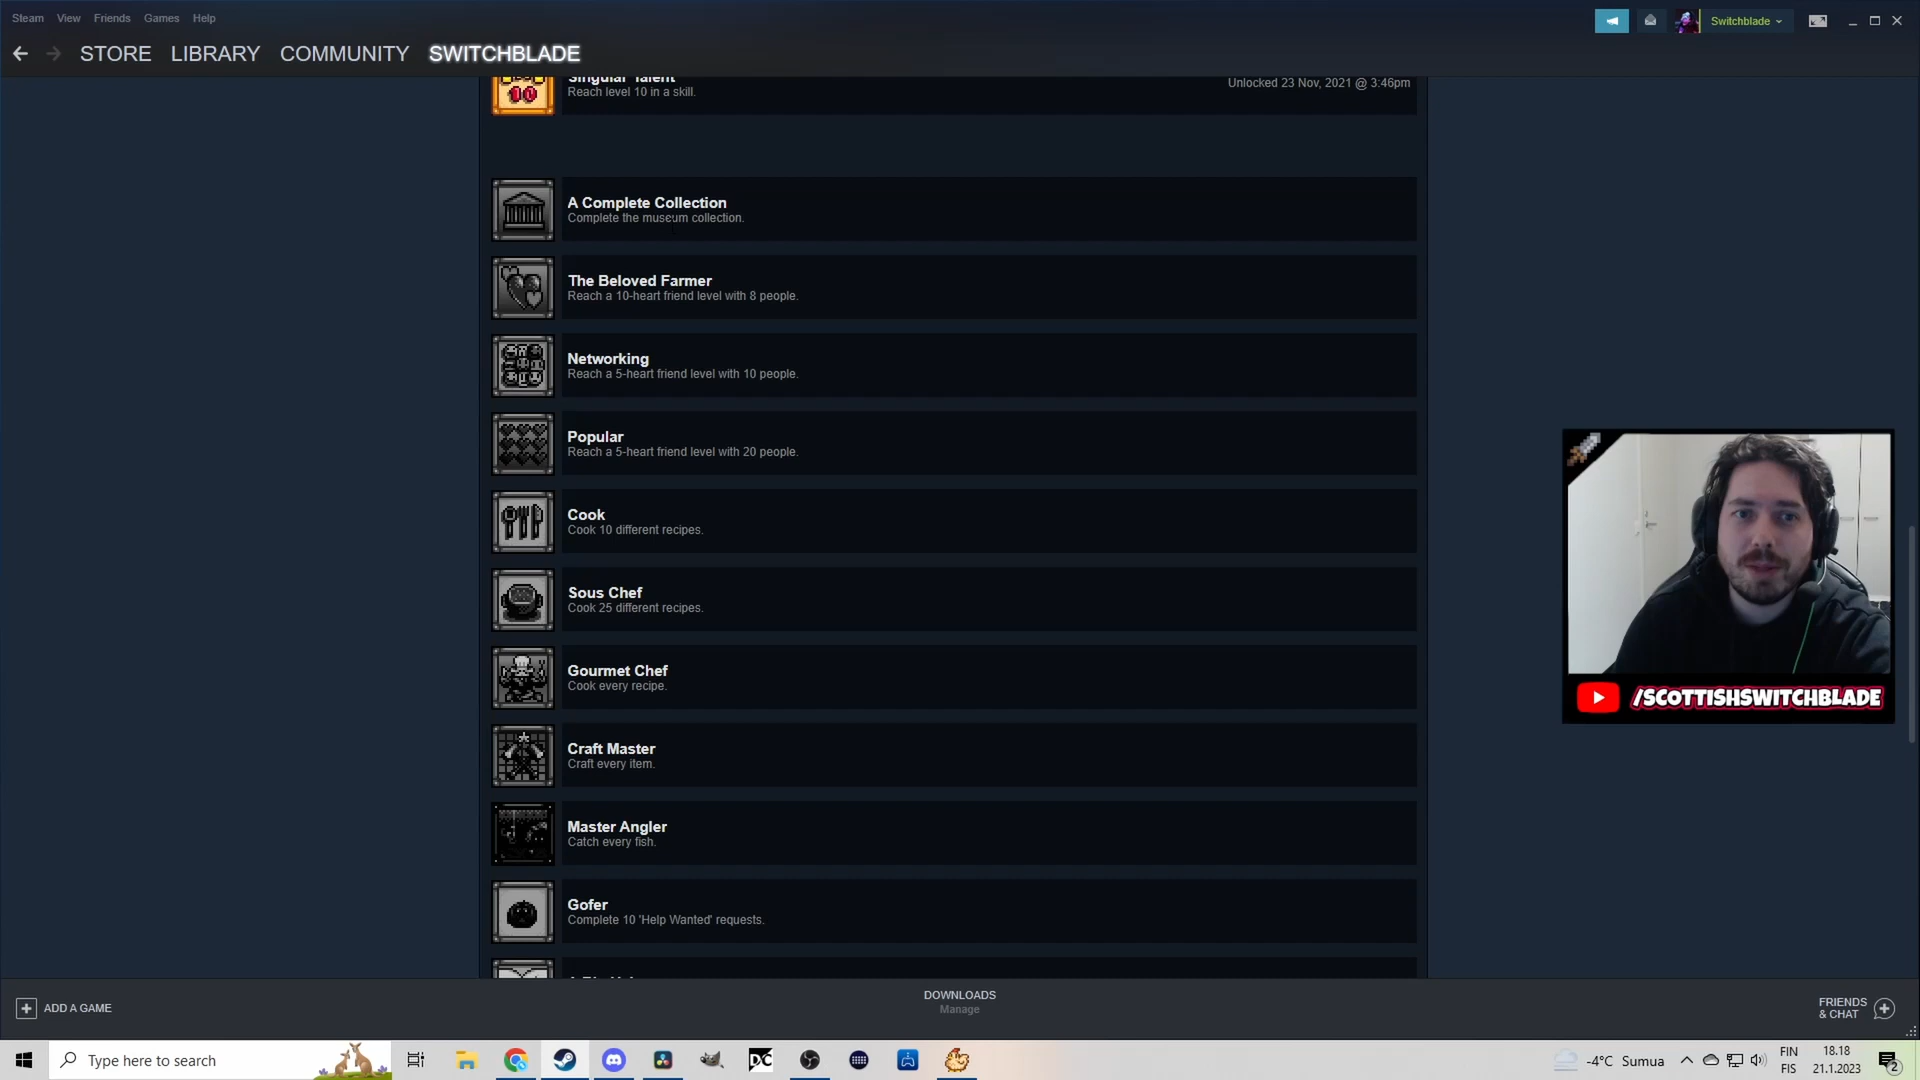 Steam View Friends Games Help
Switchblade
STORE LIBRARY COMMUNITY SWITCHBLADE
Singular Talent
Reach level 10 in a skill.
Unlocked 23 Nov, 2021 @ 3:46pm
A Complete Collection
Complete the museum collection.
The Beloved Farmer
Reach a 10-heart friend level with 8 people.
Networking
Reach a 5-heart friend level with 10 people.
Popular
Reach a 5-heart friend level with 20 people.
Cook
Cook 10 different recipes.
Sous Chef
Cook 25 different recipes.
Gourmet Chef
Cook every recipe.
Craft Master
Craft every item.
Master Angler
Catch every fish.
Gofer
Complete 10 'Help Wanted' requests.
/SCOTTISHSWITCHBLADE
ADD A GAME
DOWNLOADS
Manage
FRIENDS
& CHAT
Type here to search
DC
-4°C Sumua
FIN
FIS
18.18
21.1.2023
2